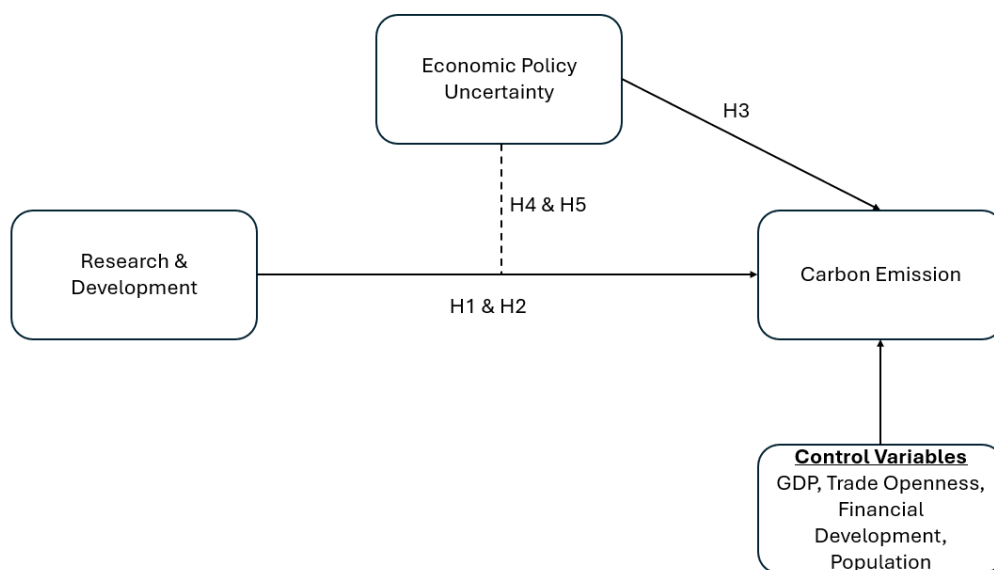 Economic Policy
Uncertainty
H3
H4 & H5
Research &
Development
Carbon Emission
H1 & H2
Control Variables
GDP, Trade Openness,
Financial
Development,
Population